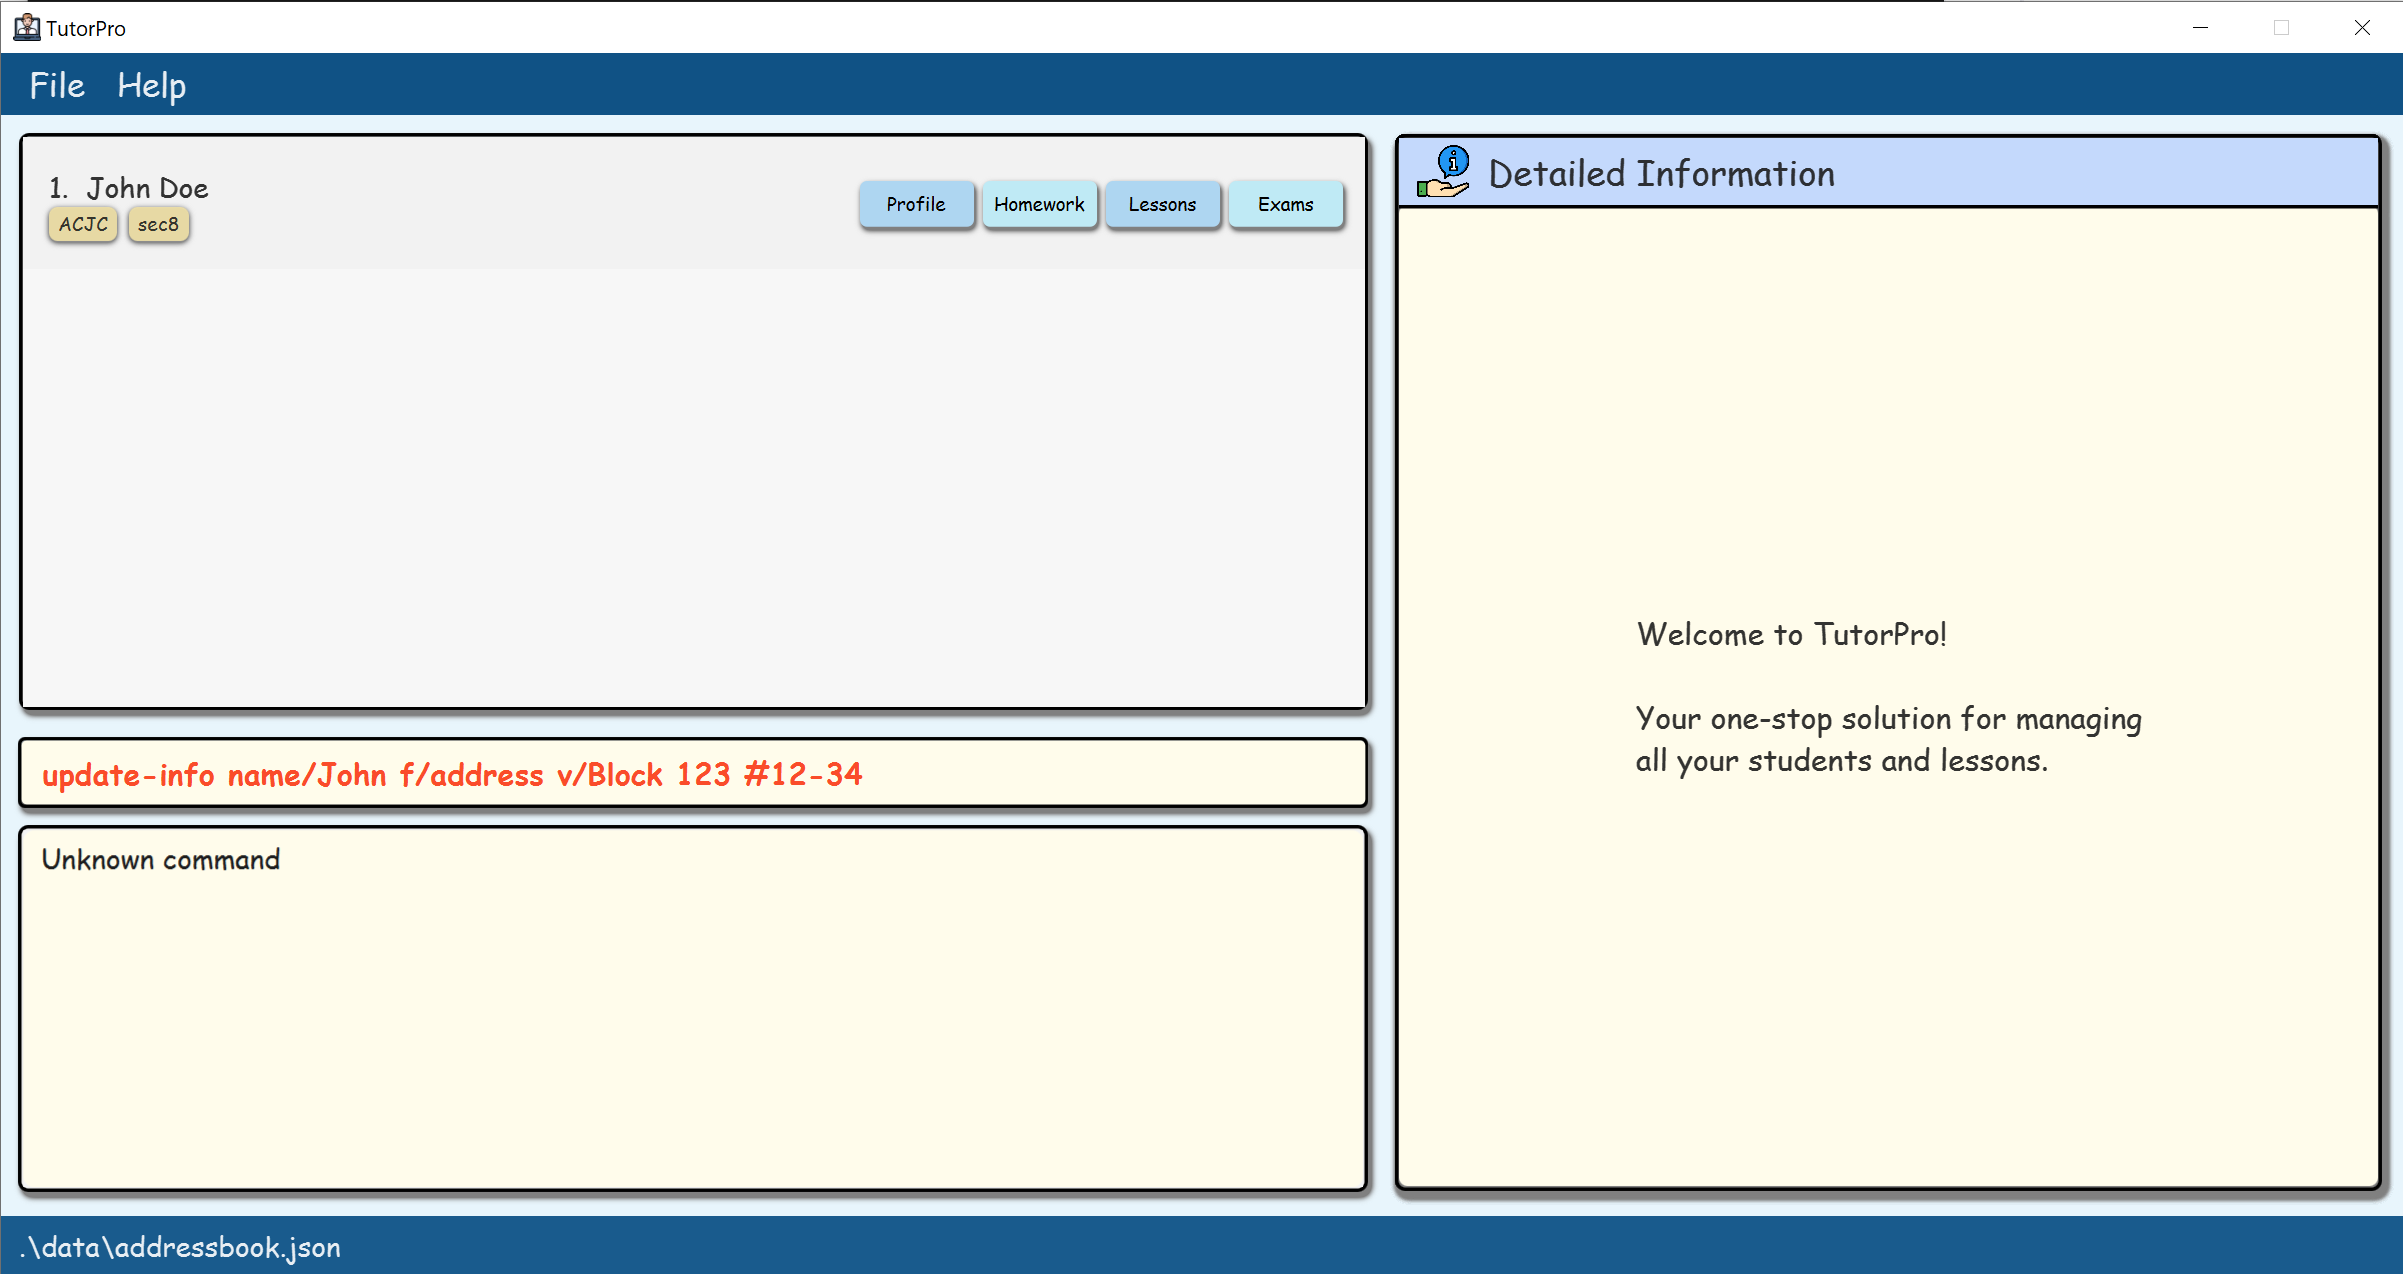 TutorPro
File Help
1. John Doe
ACJC sec8
Profile Homework Lessons Exams
update-info name/John f/address v/Block 123 #12-34
Unknown command
Detailed Information
Welcome to TutorPro!
Your one-stop solution for managing
all your students and lessons.
.\data\addressbook.json